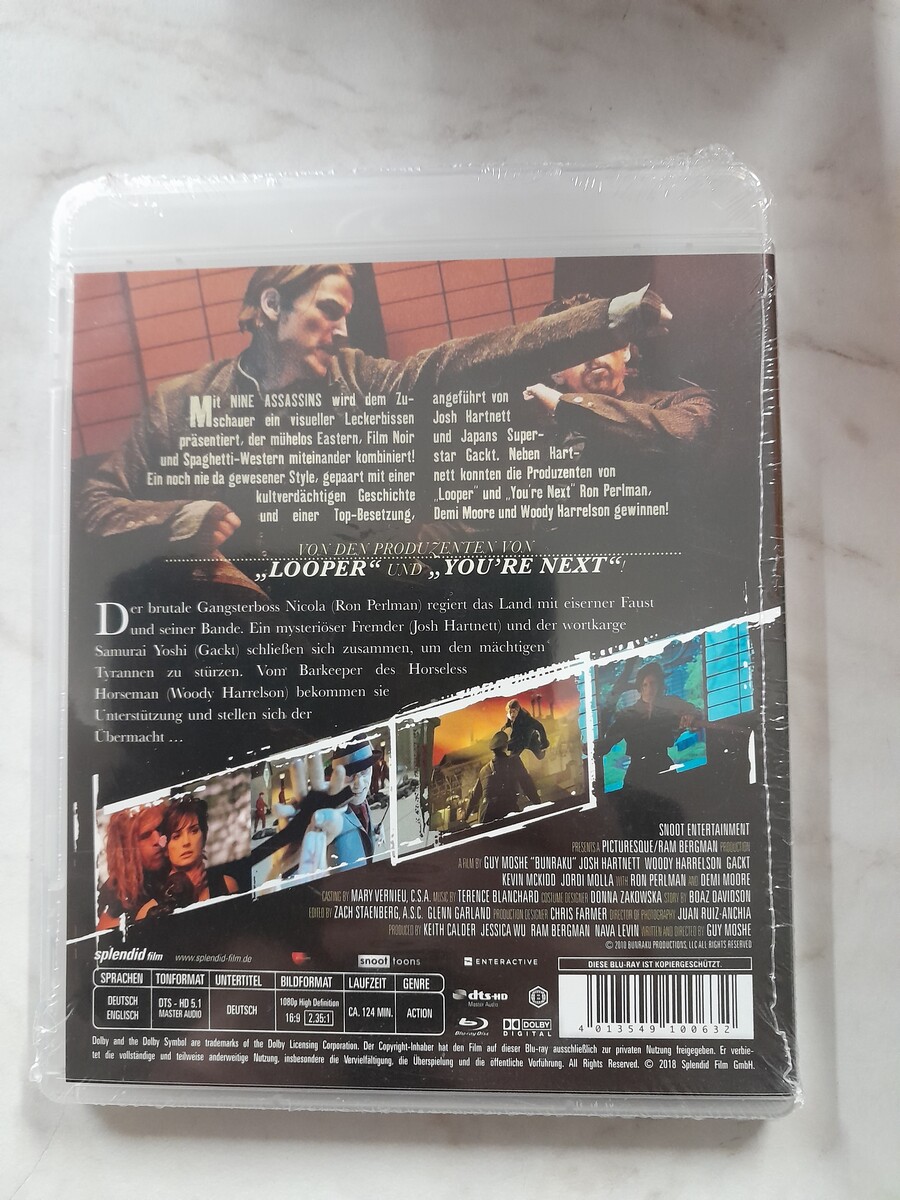 Mit NINE ASSASSINS wird dem Zu-
schauer ein visueller Leckerbissen
präsentiert, der mühelos Eastern, Film Noir
und Spaghetti-Western miteinander kombiniert!
Ein noch nie da gewesener Style, gepaart mit einer
kultverdächtigen Geschichte
und einer Top-Besetzung,
angeführt von
Josh Hartnett
und Japans Super-
star Gackt. Neben Hart-
nett konnten die Produzenten von
„Looper" und „You're Next" Ron Perlman,
Demi Moore und Woody Harrelson gewinnen!
VON DEN PRODUZENTEN VON
„LOOPER“ UND „YOU'RE NEXT“!
Der brutale Gangsterboss Nicola (Ron Perlman) regiert das Land mit eiserner Faust
und seiner Bande. Ein mysteriöser Fremder (Josh Hartnett) und der wortkarge
Samurai Yoshi (Gackt) schließen sich zusammen, um den mächtigen
Tyrannen zu stürzen. Vom Barkeeper des Horseless
Horseman (Woody Harrelson) bekommen sie
Unterstützung und stellen sich der
Übermacht ...
SNOOT ENTERTAINMENT
PRESENTS A PICTURESQUE/RAM BERGMAN PRODUCTION
A FILM BY GUY MOSHE "BUNRAKU" JOSH HARTNETT WOODY HARRELSON GACKT
KEVIN MCKIDD JORDI MOLLA WITH RON PERLMAN AND DEMI MOORE
CASTING BY MARY VERNIEU, C.S.A. MUSIC BY TERENCE BLANCHARD COSTUME DESIGNER DONNA ZAKOWSKA STORY BY BOAZ DAVIDSON
EDITED BY ZACH STAENBERG, A.S.C. GLENN GARLAND PRODUCTION DESIGNER CHRIS FARMER DIRECTOR OF PHOTOGRAPHY JUAN RUIZ-ANCHIA
PRODUCED BY KEITH CALDER JESSICA WU RAM BERGMAN NAVA LEVIN WRITTEN AND DIRECTED BY GUY MOSHE
© 2010 BUNRAKU PRODUCTIONS, LLC ALL RIGHTS RESERVED
splendid film www.splendid-film.de
snoot toons
ENTERACTIVE
DIESE BLU-RAY IST KOPIERGESCHÜTZT.
SPRACHEN TONFORMAT UNTERTITEL BILDFORMAT LAUFZEIT GENRE
DEUTSCH
ENGLISCH
DTS - HD 5.1
MASTER AUDIO
DEUTSCH
1080p High Definition
16:9 2,35:1
CA. 124 MIN.
ACTION
dts-HD
Master Audio
Blu-ray Disc
DOLBY
DIGITAL
4 013549 100632
Dolby and the Dolby Symbol are trademarks of the Dolby Licensing Corporation. Der Copyright-Inhaber hat den Film auf dieser Blu-ray ausschließlich zur privaten Nutzung freigegeben. Er verbie-
tet die vollständige und teilweise anderweitige Nutzung, insbesondere die Vervielfältigung, die Überspielung und die öffentliche Vorführung. All Rights Reserved. © 2018 Splendid Film GmbH.